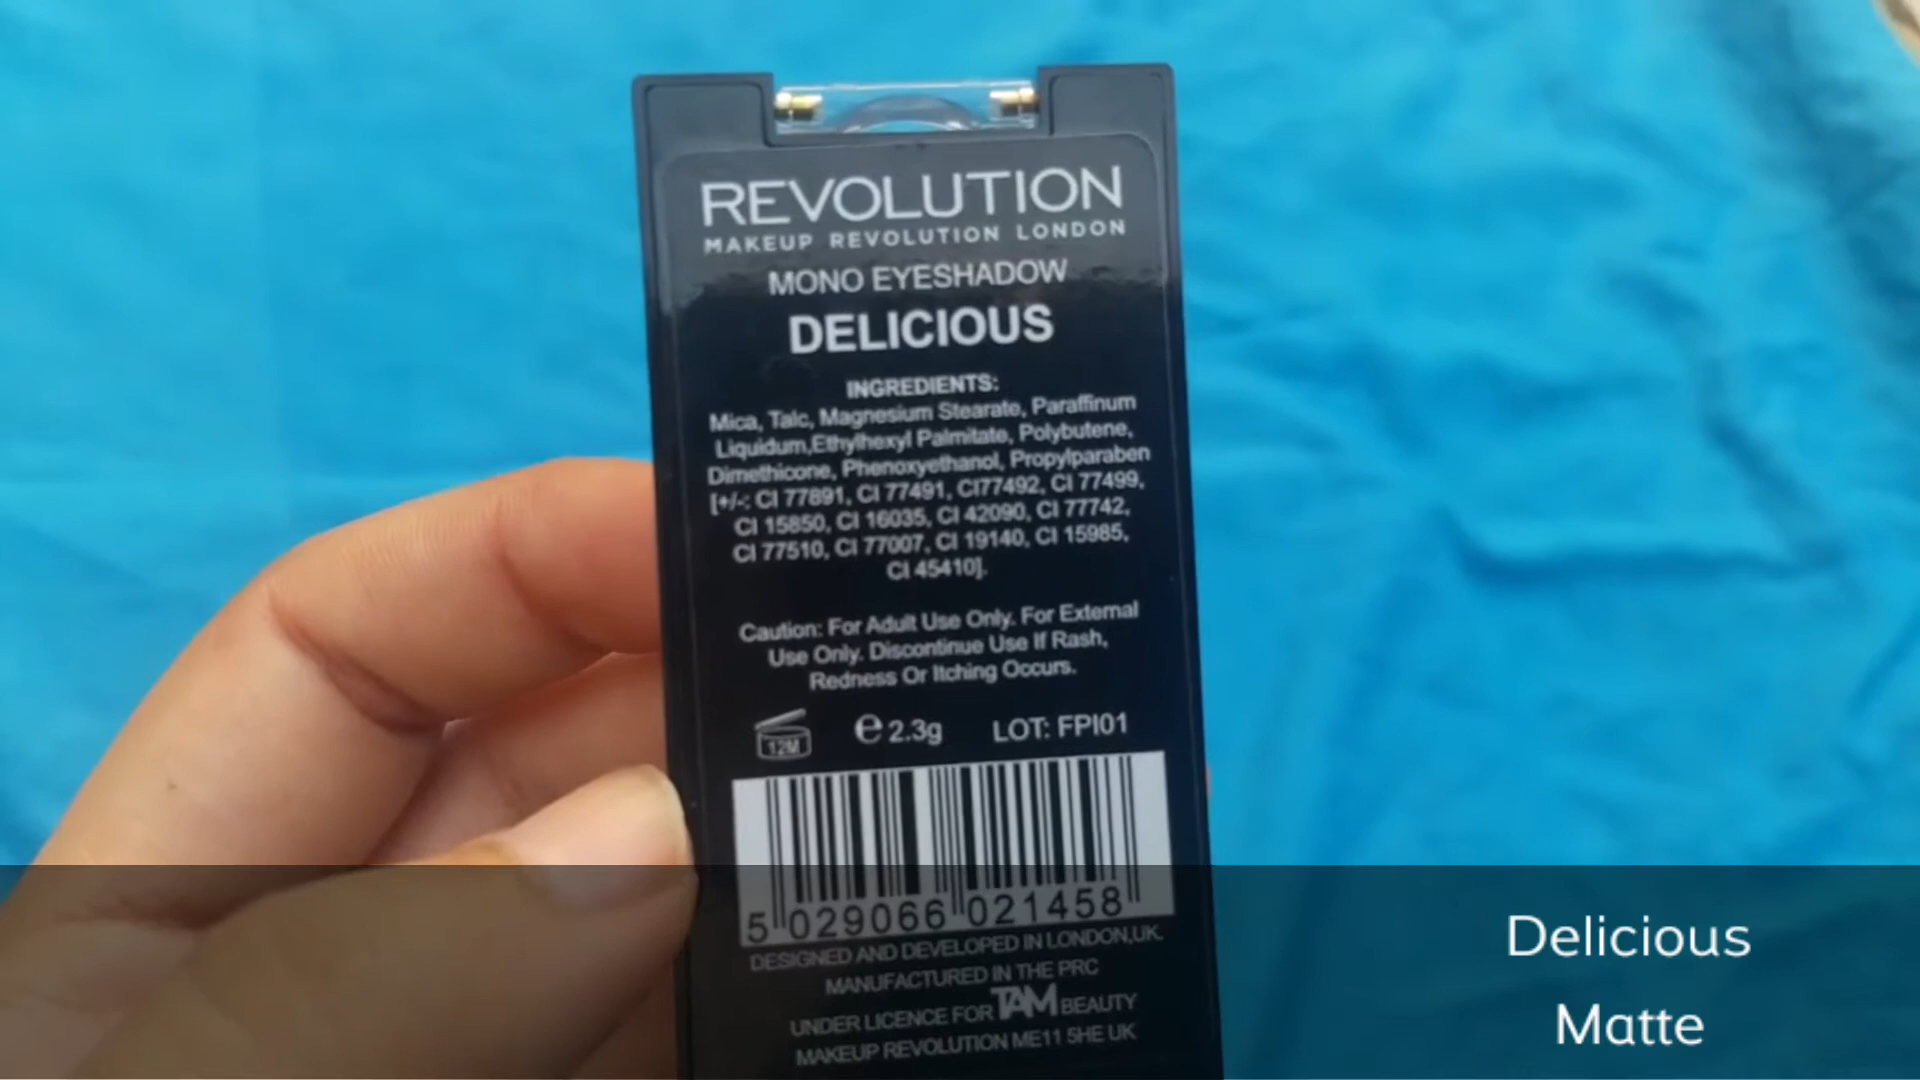 REVOLUTION
MAKEUP REVOLUTION LONDON
MONO EYESHADOW
DELICIOUS
INGREDIENTS:
Mica, Talc, Magnesium Stearate, Paraffinum
Liquidum,Ethylhexyl Palmitate, Polybutene,
Dimethicone, Phenoxyethanol, Propylparaben
[+/-: CI 77891, CI 77491, CI77492, CI 77499,
CI 15850, CI 16035, CI 42090, CI 77742,
CI 77510, CI 77007, CI 19140, CI 15985,
CI 45410].
Caution: For Adult Use Only. For External
Use Only. Discontinue Use If Rash,
Redness Or Itching Occurs.
12M e 2.3g LOT: FPI01
5 029066 021458
DESIGNED AND DEVELOPED IN LONDON,UK.
MANUFACTURED IN THE PRC
UNDER LICENCE FOR TAM BEAUTY
MAKEUP REVOLUTION ME11 5HE UK
Delicious
Matte